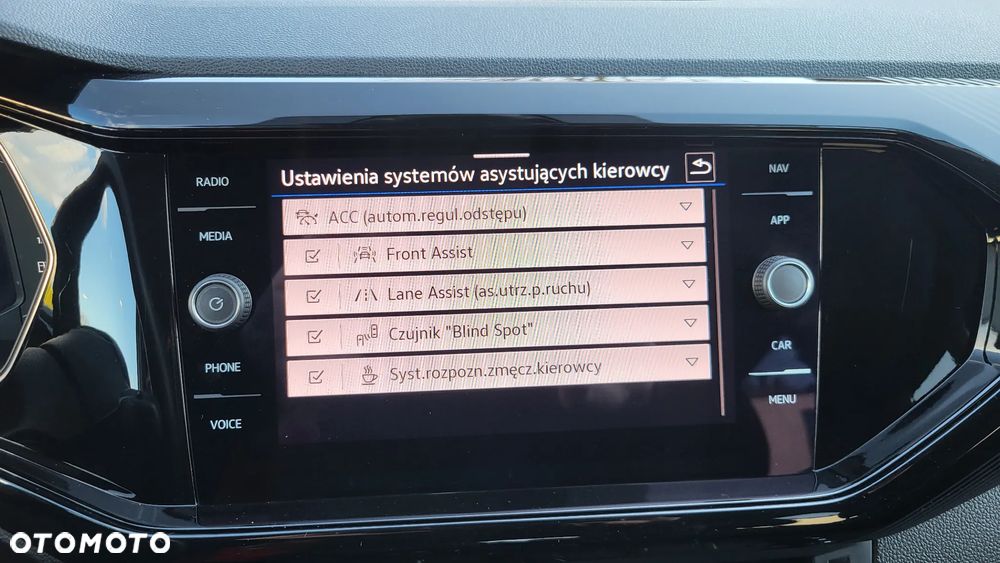 Ustawienia systemów asystujących kierowcy
ACC (autom.regul.odstępu)
Front Assist
Lane Assist (as.utrz.p.ruchu)
Czujnik "Blind Spot"
Syst.rozpozn.zmęcz.kierowcy
RADIO
MEDIA
PHONE
VOICE
NAV
APP
CAR
MENU
OTOMOTO